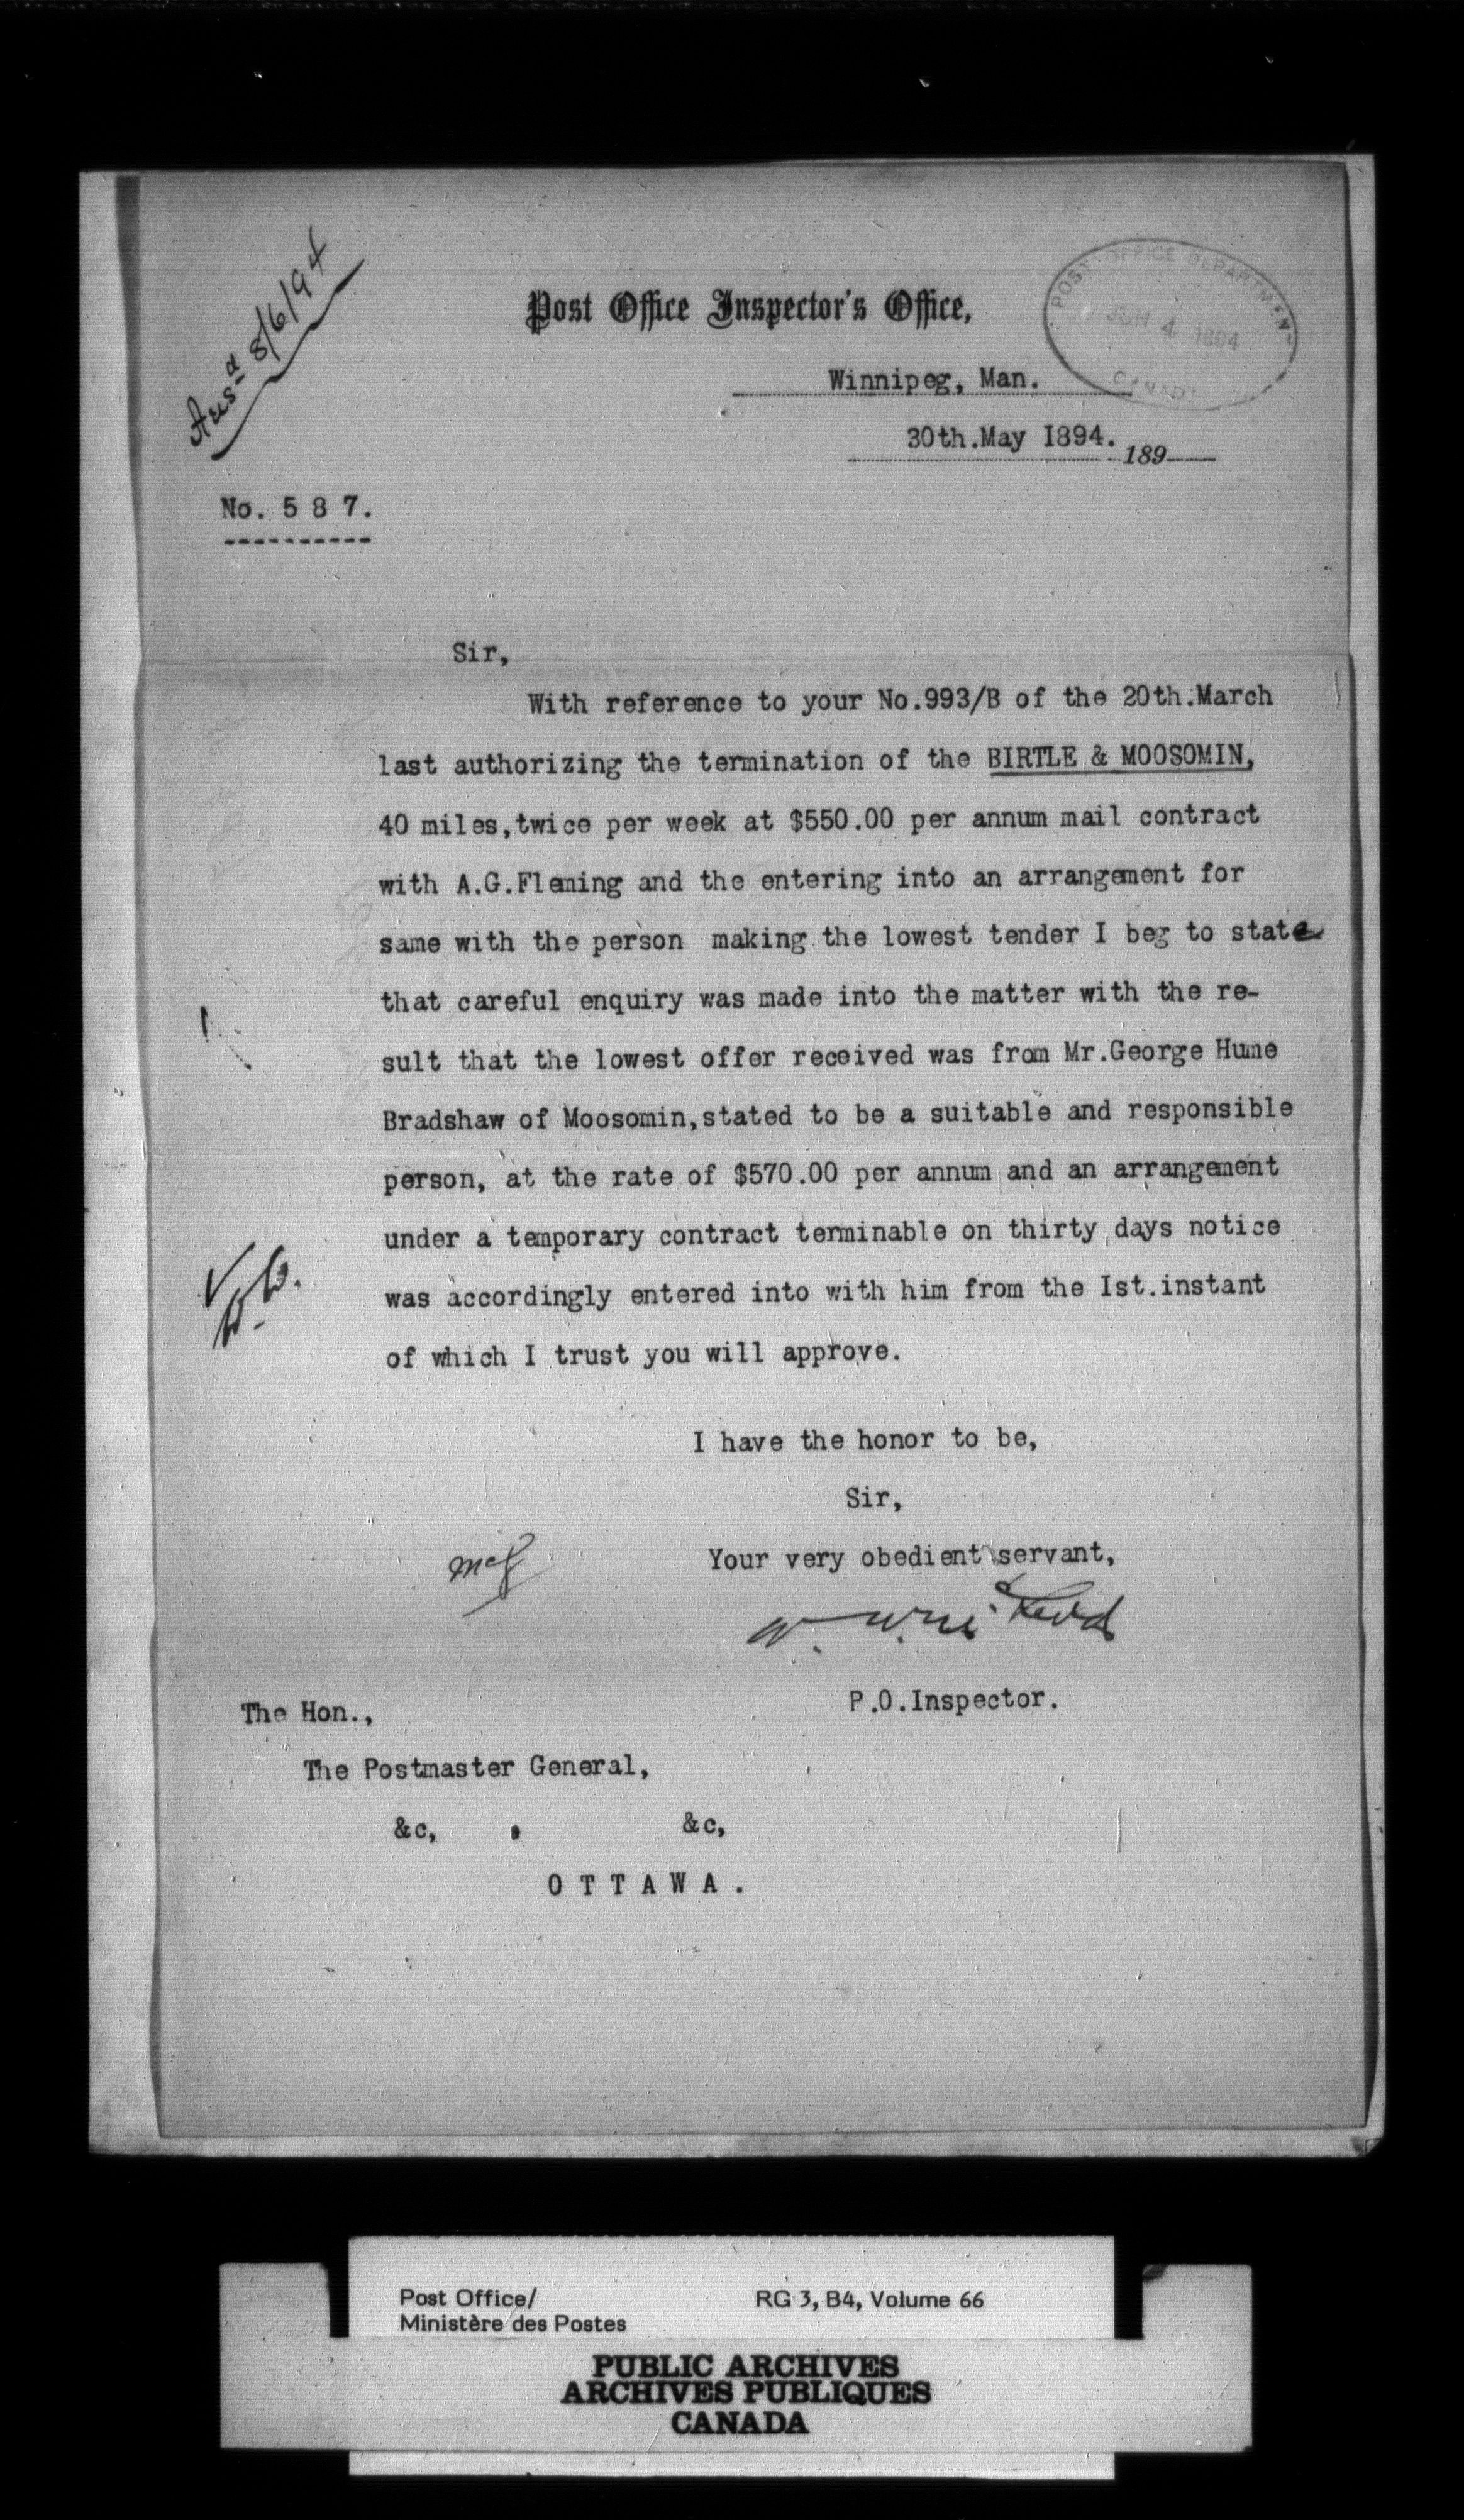 Ansd 8/6/94
Post Office Inspector's Office,
POST OFFICE DEPARTMENT
JUN 4 1894
CANADA
Winnipeg, Man.
30th.May I894. 189
No. 5 8 7.
Sir,
With reference to your No.993/B of the 20th.March
last authorizing the termination of the BIRTLE & MOOSOMIN,
40 miles,twice per week at $550.00 per annum mail contract
with A.G.Fleming and the entering into an arrangement for
same with the person making the lowest tender I beg to state
that careful enquiry was made into the matter with the re-
sult that the lowest offer received was from Mr.George Hume
Bradshaw of Moosomin,stated to be a suitable and responsible
person, at the rate of $570.00 per annum and an arrangement
under a temporary contract terminable on thirty days notice
was accordingly entered into with him from the Ist.instant
of which I trust you will approve.
I have the honor to be,
Sir,
Your very obedient servant,
P.O.Inspector.
The Hon.,
The Postmaster General,
&c, &c,
O T T A W A .
Post Office/ RG 3, B4, Volume 66
Ministère des Postes
PUBLIC ARCHIVES
ARCHIVES PUBLIQUES
CANADA